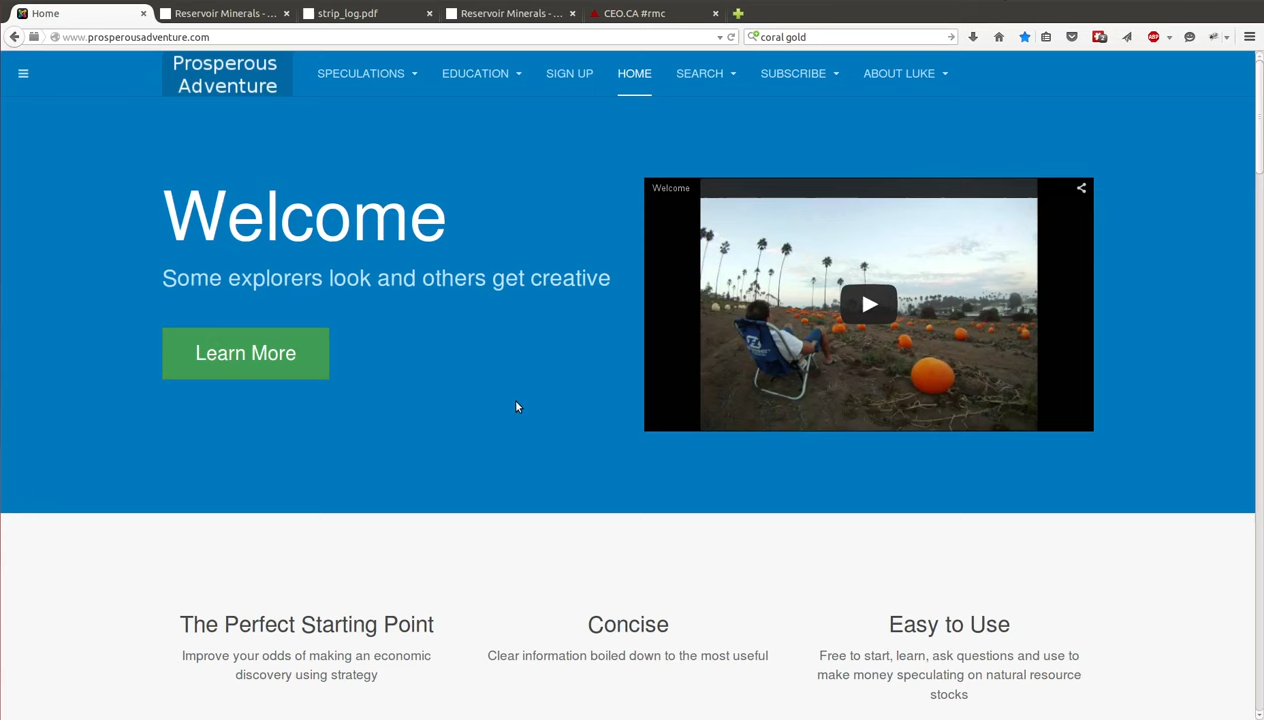 Home
Reservoir Minerals - ...
strip_log.pdf
Reservoir Minerals - ...
CEO.CA #rmc
www.prosperousadventure.com
coral gold
2
ABP
Prosperous
Adventure
SPECULATIONS
EDUCATION
SIGN UP
HOME
SEARCH
SUBSCRIBE
ABOUT LUKE
Welcome
Some explorers look and others get creative
Learn More
Welcome
The Perfect Starting Point
Improve your odds of making an economic
discovery using strategy
Concise
Clear information boiled down to the most useful
Easy to Use
Free to start, learn, ask questions and use to
make money speculating on natural resource
stocks